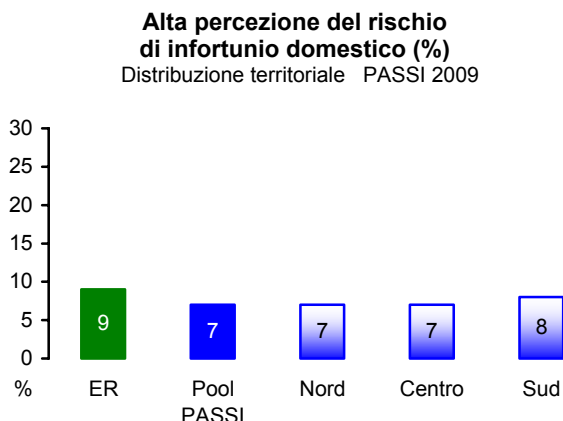 Alta percezione del rischio
di infortunio domestico (%)
Distribuzione territoriale PASSI 2009
30
25
20
15
10
5
0
9
7
7
7
8
%
ER
Pool
PASSI
Nord
Centro
Sud